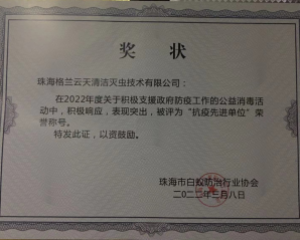 奖状
珠海格兰云天清洁灭虫技术有限公司：
在2022年度关于积极支援政府防疫工作的公益消毒活
动中，积极响应，表现突出，被评为“抗疫先进单位”荣
誉称号。
特发此证，以资鼓励。
珠海市白蚁防治行业协会
二〇二二年三月八日